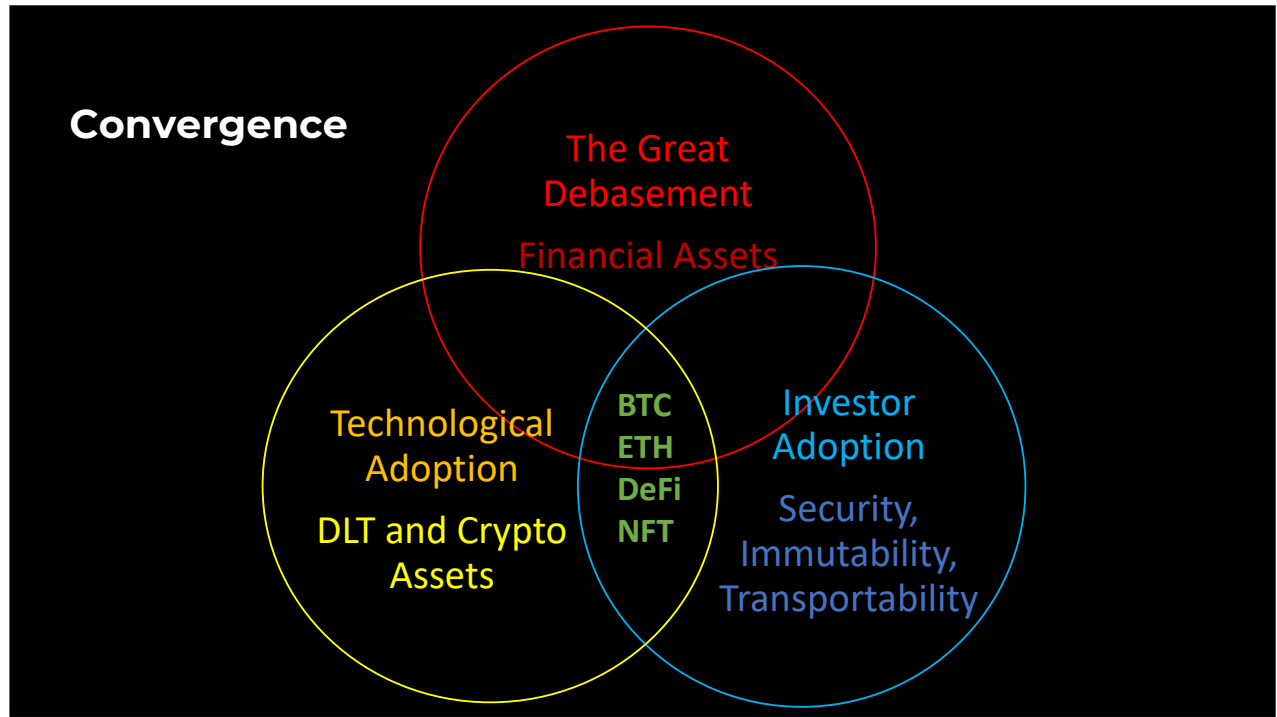 Convergence
The Great
Debasement
Financial Assets
Technological
Adoption
DLT and Crypto
Assets
BTC
ETH
DeFi
NFT
Investor
Adoption
Security,
Immutability,
Transportability